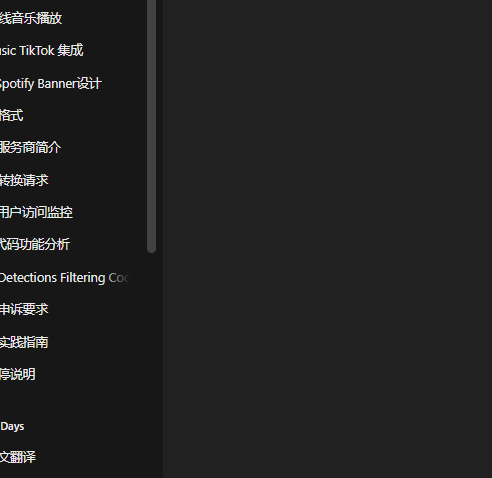 线音乐播放
sic TikTok 集成
Spotify Banner设计
格式
服务商简介
转换请求
用户访问监控
代码功能分析
Detections Filtering Coc
申诉要求
实践指南
停说明
Days
文翻译